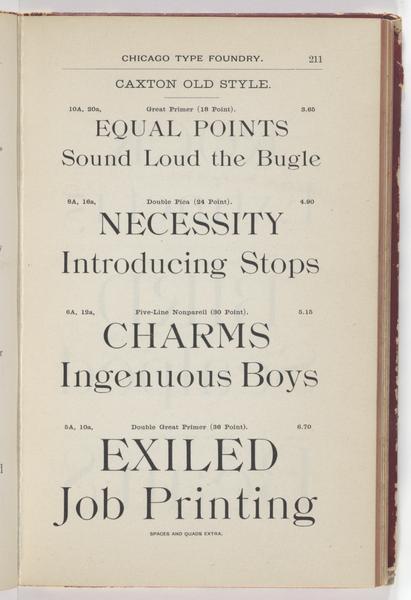 CHICAGO TYPE FOUNDRY. 211
CAXTON OLD STYLE.
10A, 20a, Great Primer (18 Point). 3.65
EQUAL POINTS
Sound Loud the Bugle
8A, 16a, Double Pica (24 Point). 4.90
NECESSITY
Introducing Stops
6A, 12a, Five-Line Nonpareil (30 Point). 5.15
CHARMS
Ingenuous Boys
5A, 10a, Double Great Primer (36 Point). 6.70
EXILED
Job Printing
SPACES AND QUADS EXTRA.